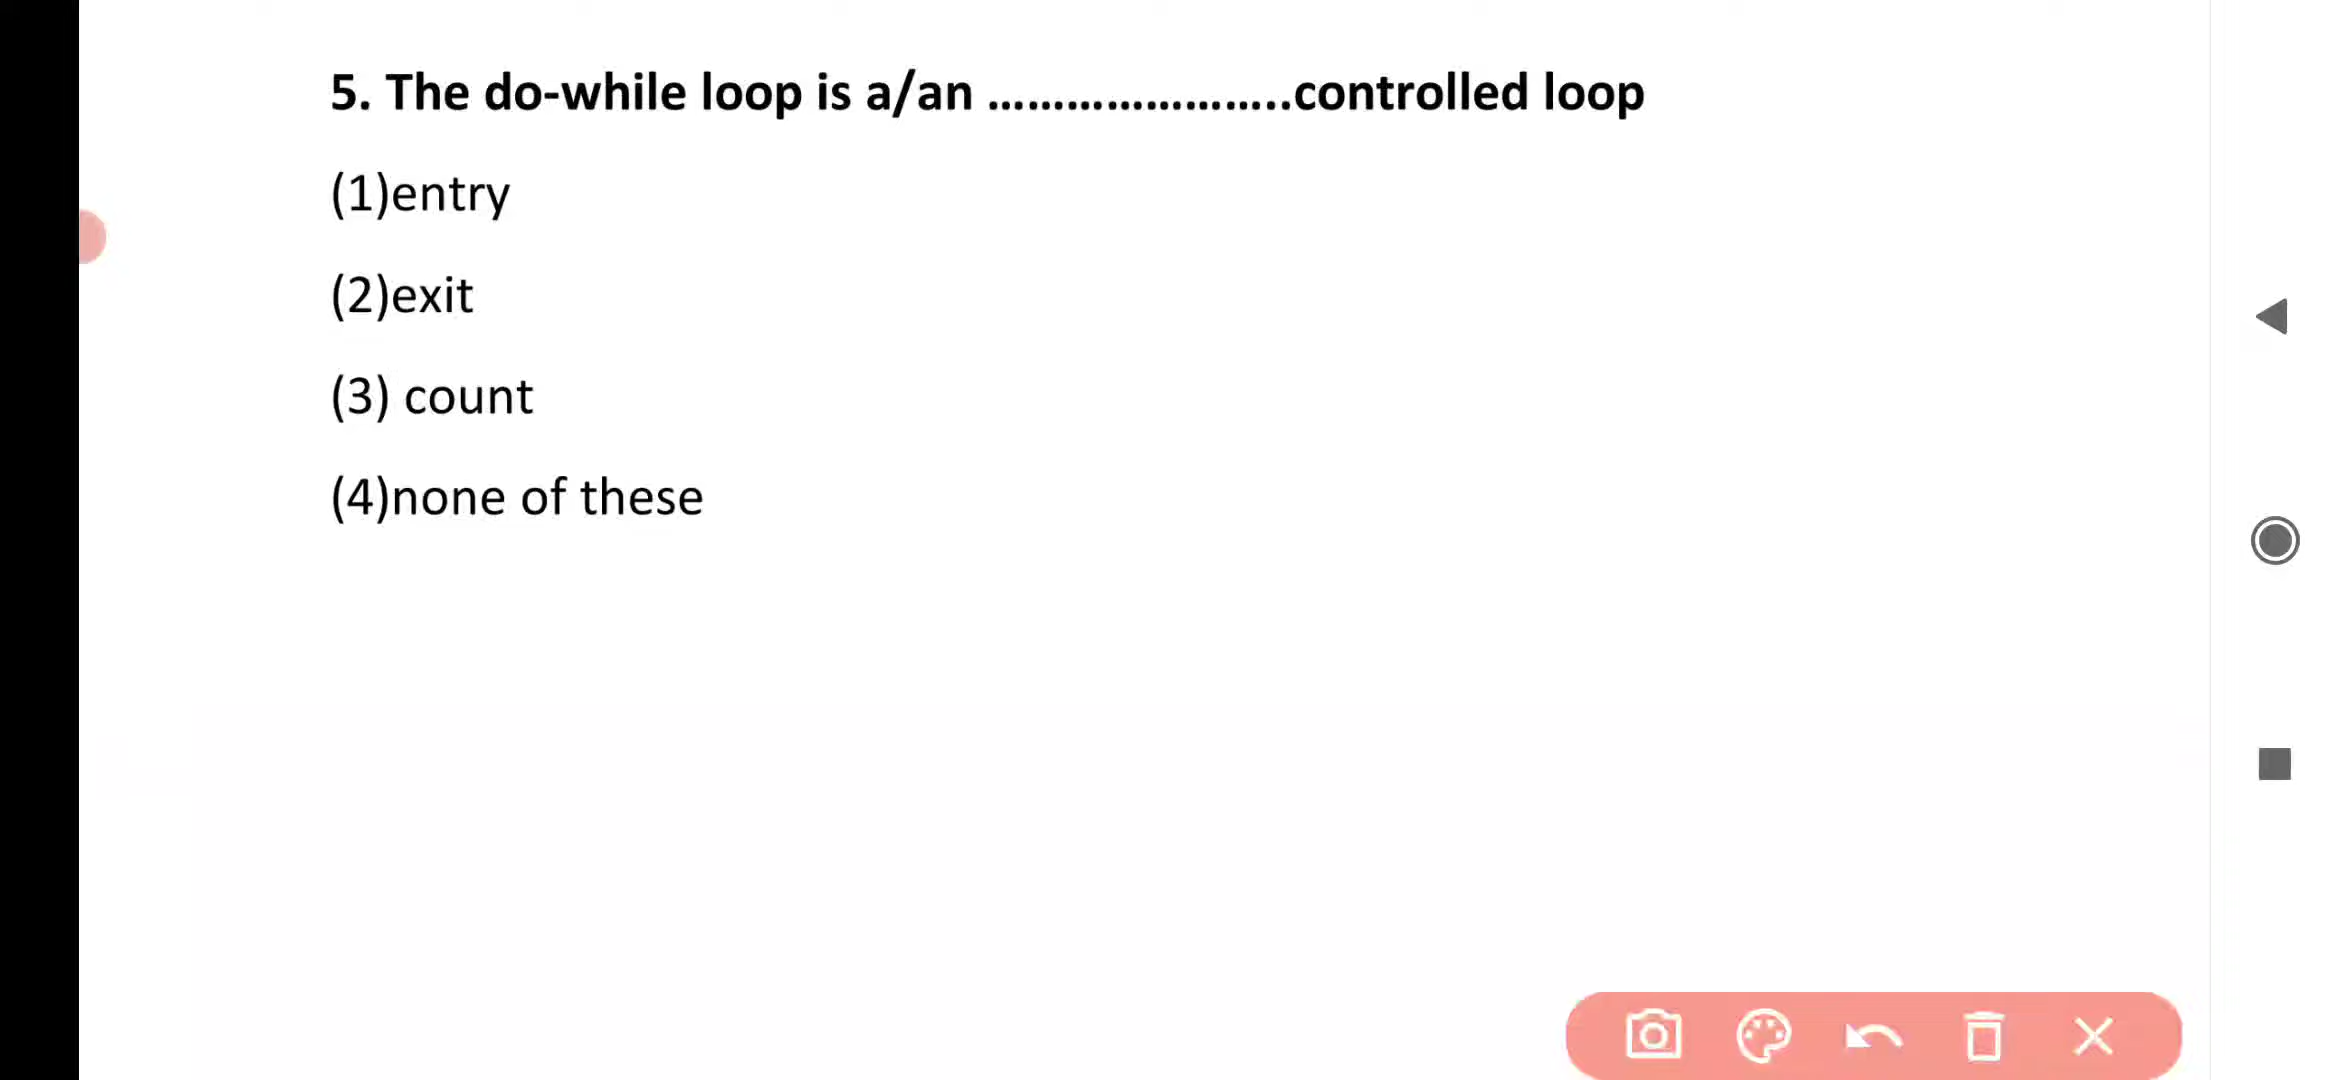 5. The do-while loop is a/an .......................controlled loop
(1)entry
(2)exit
(3) count
(4)none of these